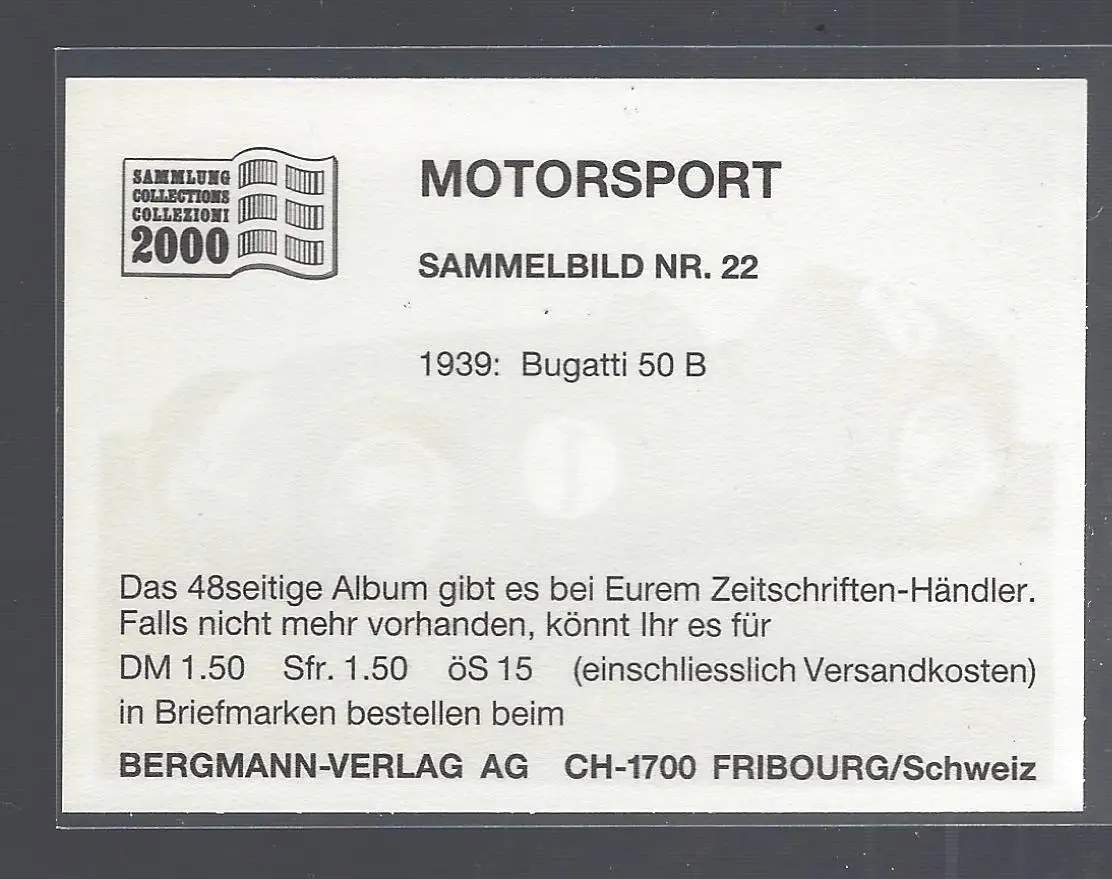 SAMMLUNG
COLLECTIONS
COLLEZIONI
2000
MOTORSPORT
SAMMELBILD NR. 22
1939: Bugatti 50 B
Das 48seitige Album gibt es bei Eurem Zeitschriften-Händler.
Falls nicht mehr vorhanden, könnt Ihr es für
DM 1.50 Sfr. 1.50 öS 15 (einschliesslich Versandkosten)
in Briefmarken bestellen beim
BERGMANN-VERLAG AG CH-1700 FRIBOURG/Schweiz